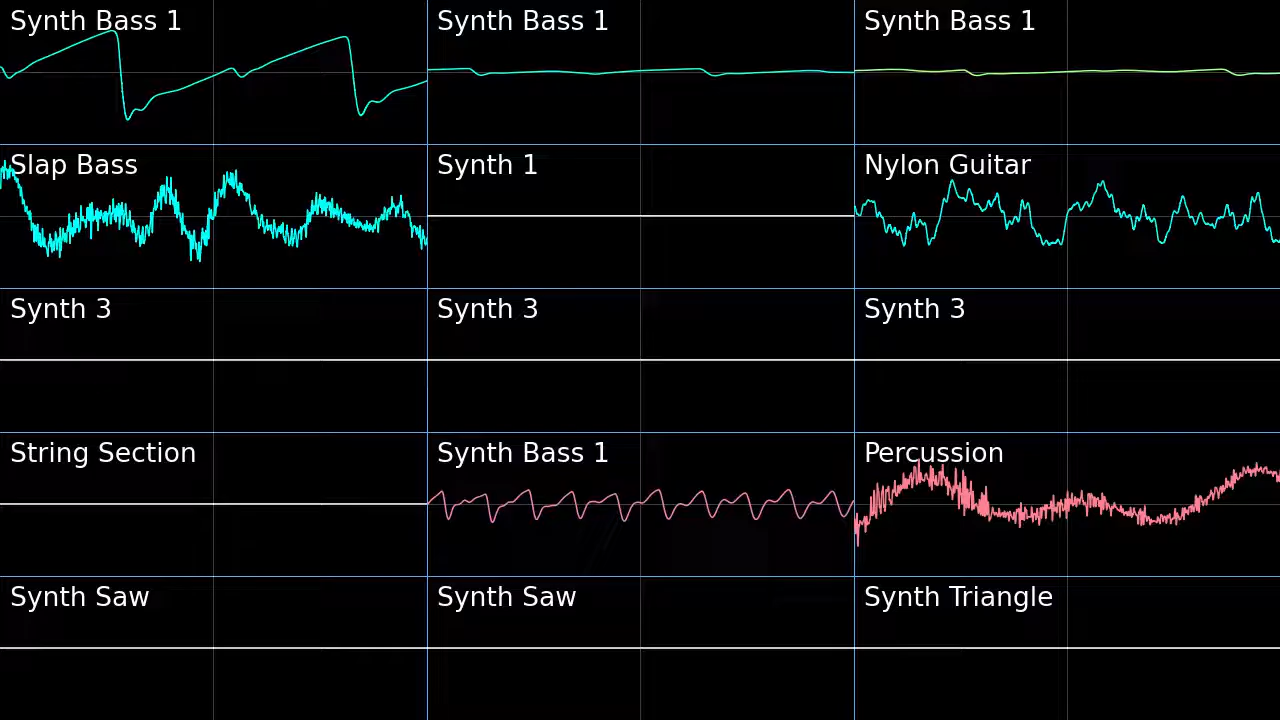 Synth Bass 1
Synth Bass 1
Synth Bass 1
Slap Bass
Synth 1
Nylon Guitar
Synth 3
Synth 3
Synth 3
String Section
Synth Bass 1
Percussion
Synth Saw
Synth Saw
Synth Triangle